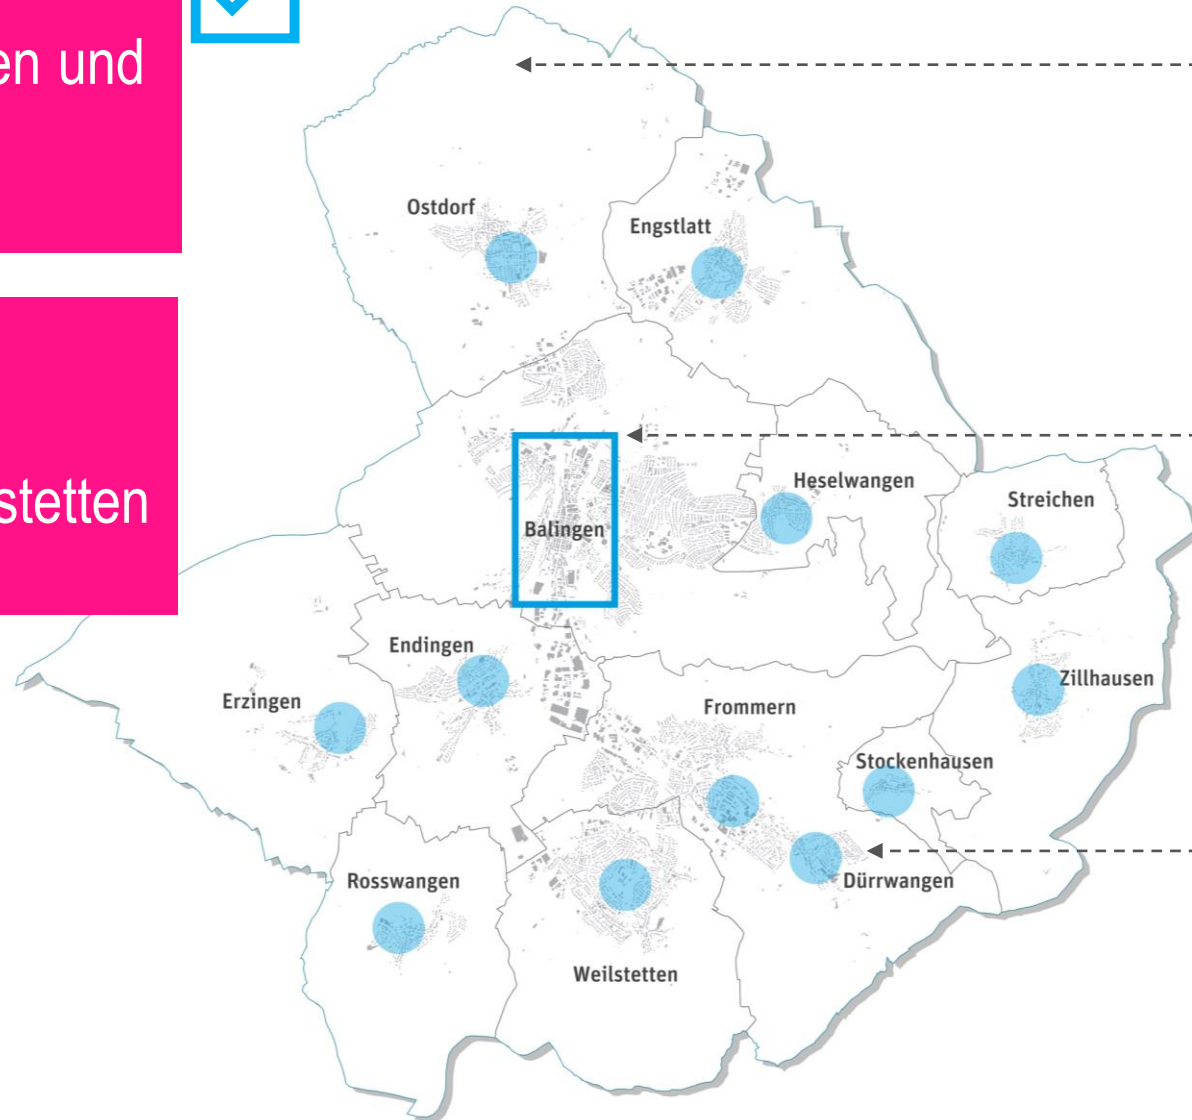 en und
stetten
Ostdorf
Engstlatt
Heselwangen
Streichen
Balingen
Endingen
Zillhausen
Erzingen
Frommern
Stockenhausen
Rosswangen
Dürrwangen
Weilstetten